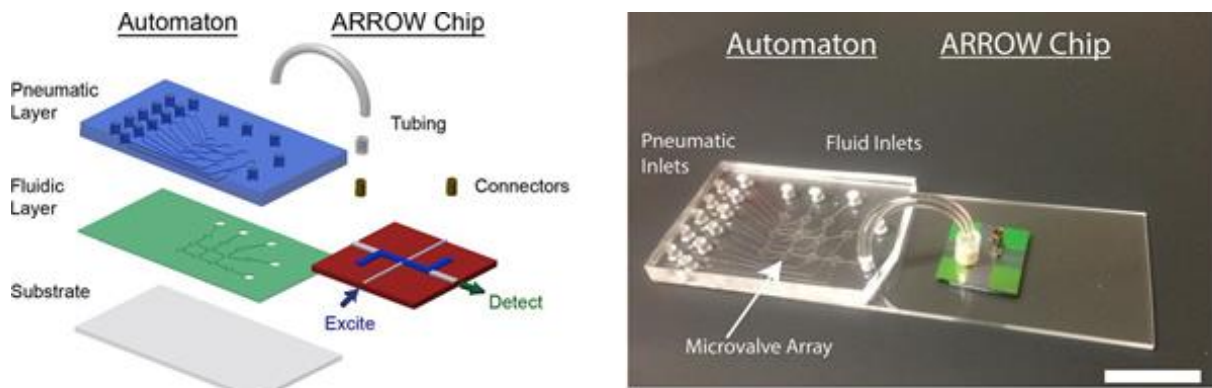 Automaton
ARROW Chip
Pneumatic
Layer
Tubing
Fluidic
Layer
Connectors
Substrate
Excite
Detect
Automaton
ARROW Chip
Pneumatic
Inlets
Fluid Inlets
Microvalve Array